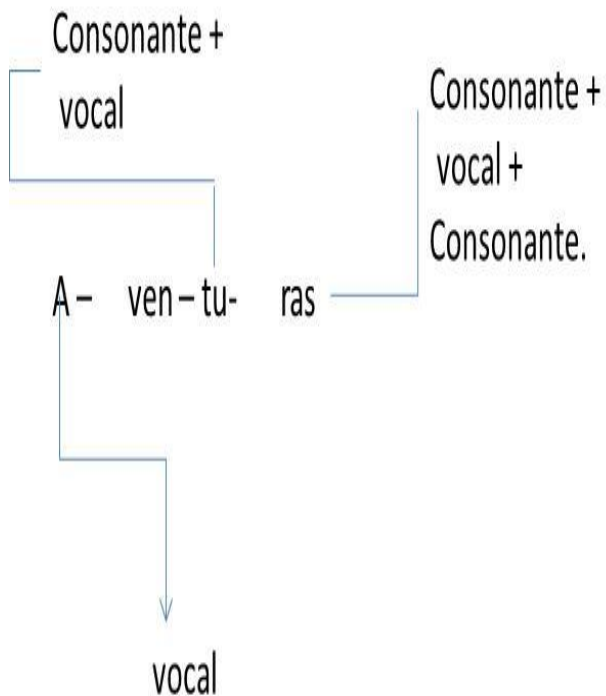 Consonante +
vocal
Consonante +
vocal +
Consonante.
A – ven – tu- ras
vocal